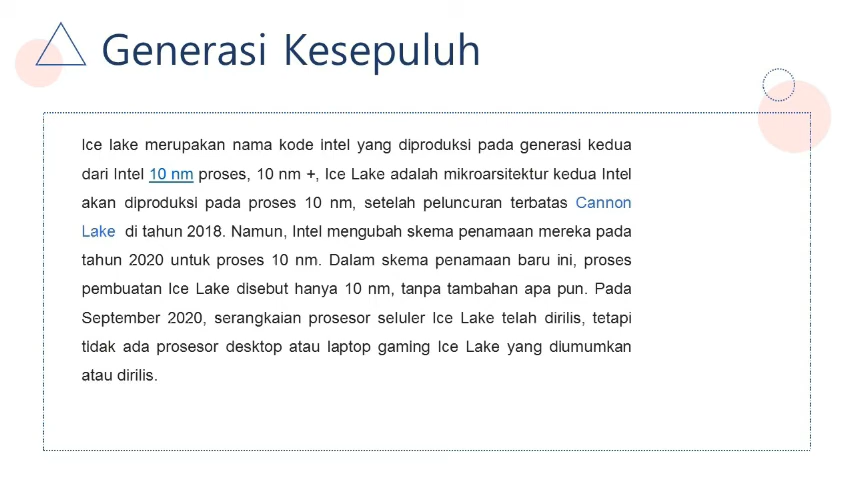 Generasi Kesepuluh
Ice lake merupakan nama kode intel yang diproduksi pada generasi kedua
dari Intel 10 nm proses, 10 nm +, Ice Lake adalah mikroarsitektur kedua Intel
akan diproduksi pada proses 10 nm, setelah peluncuran terbatas Cannon
Lake di tahun 2018. Namun, Intel mengubah skema penamaan mereka pada
tahun 2020 untuk proses 10 nm. Dalam skema penamaan baru ini, proses
pembuatan Ice Lake disebut hanya 10 nm, tanpa tambahan apa pun. Pada
September 2020, serangkaian prosesor seluler Ice Lake telah dirilis, tetapi
tidak ada prosesor desktop atau laptop gaming Ice Lake yang diumumkan
atau dirilis.